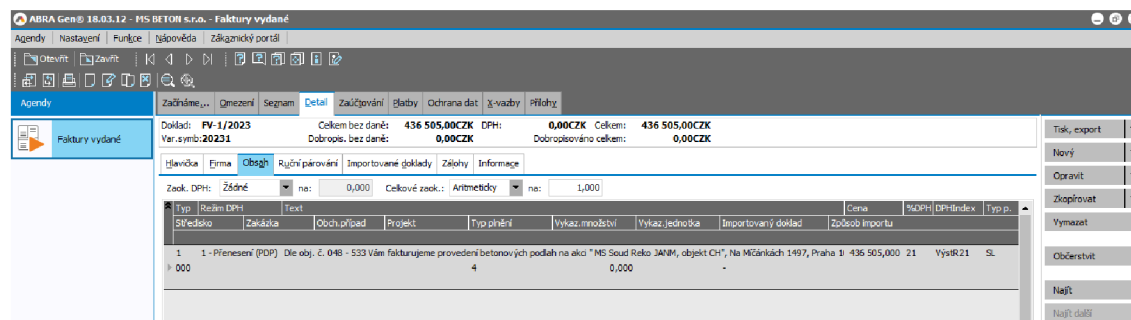 ABRA Gen® 18.03.12 - MS BETON s.r.o. - Faktury vydané
Agendy Nastavení Funkce Nápověda Zákaznický portál
Otevřít Zavřít
Agendy Začínáme... Omezení Seznam Detail Zaúčtování Platby Ochrana dat X-vazby Přílohy
Faktury vydané
Doklad: FV-1/2023 Celkem bez daně: 436 505,00CZK DPH: 0,00CZK Celkem: 436 505,00CZK
Var.symb:20231 Dobropis. bez daně: 0,00CZK Dobropisováno celkem: 0,00CZK
Hlavička Firma Obsah Ruční párování Importované doklady Zálohy Informace
Zaok. DPH: Žádné na: 0,000 Celkové zaok.: Aritmeticky na: 1,000
Typ Režim DPH Text Cena %DPH DPHIndex Typ p.
Středisko Zakázka Obch.případ Projekt Typ plnění Vykaz.množství Vykaz.jednotka Importovaný doklad Způsob importu
1 1 - Přenesení (PDP) Dle obj. č. 048 - 533 Vám fakturujeme provedení betonových podlah na akci " MS Soud Reko JANM, objekt CH", Na Míčánkách 1497, Praha 1 436 505,000 21 VýstR21 SL
000 4 0,000 -
Tisk, export
Nový
Opravit
Zkopírovat
Vymazat
Občerstvit
Najít
Najít další